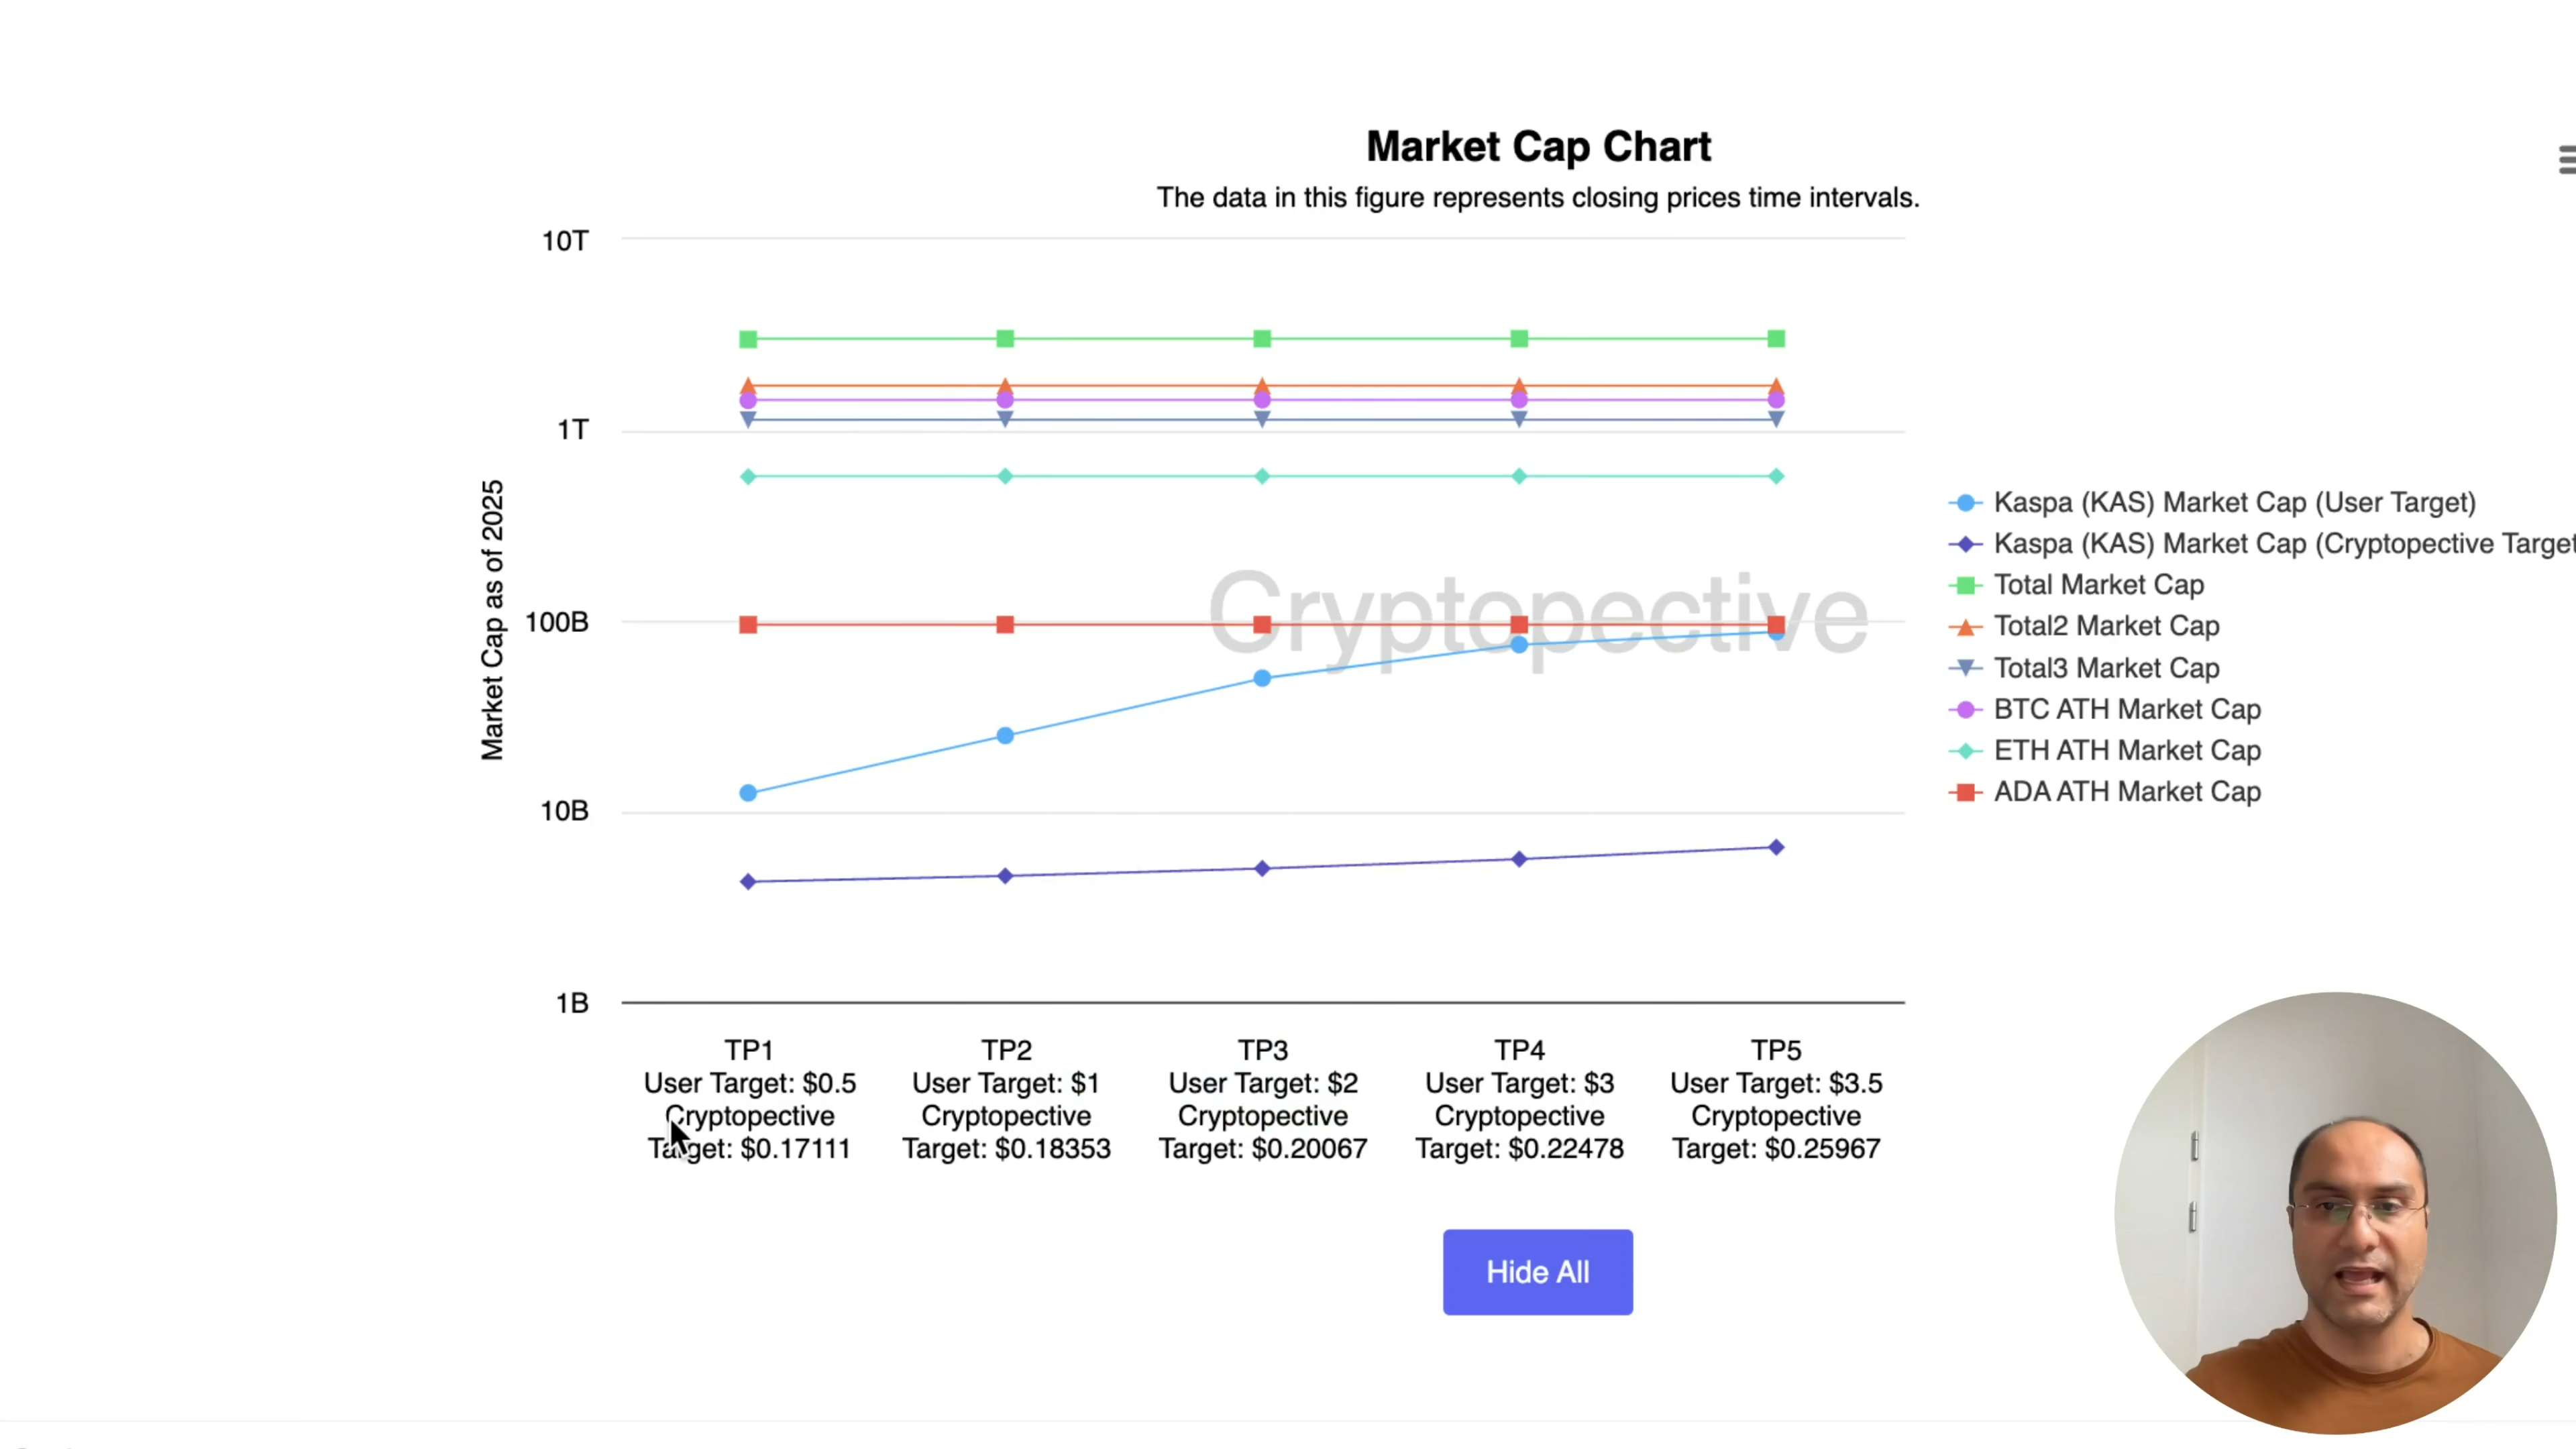 Market Cap Chart
The data in this figure represents closing prices time intervals.
10T
1T
100B
10B
1B
Market Cap as of 2025
Cryptopective
Kaspa (KAS) Market Cap (User Target)
Kaspa (KAS) Market Cap (Cryptopective Target
Total Market Cap
Total2 Market Cap
Total3 Market Cap
BTC ATH Market Cap
ETH ATH Market Cap
ADA ATH Market Cap
TP1
User Target: $0.5
Cryptopective
Target: $0.17111
TP2
User Target: $1
Cryptopective
Target: $0.18353
TP3
User Target: $2
Cryptopective
Target: $0.20067
TP4
User Target: $3
Cryptopective
Target: $0.22478
TP5
User Target: $3.5
Cryptopective
Target: $0.25967
Hide All